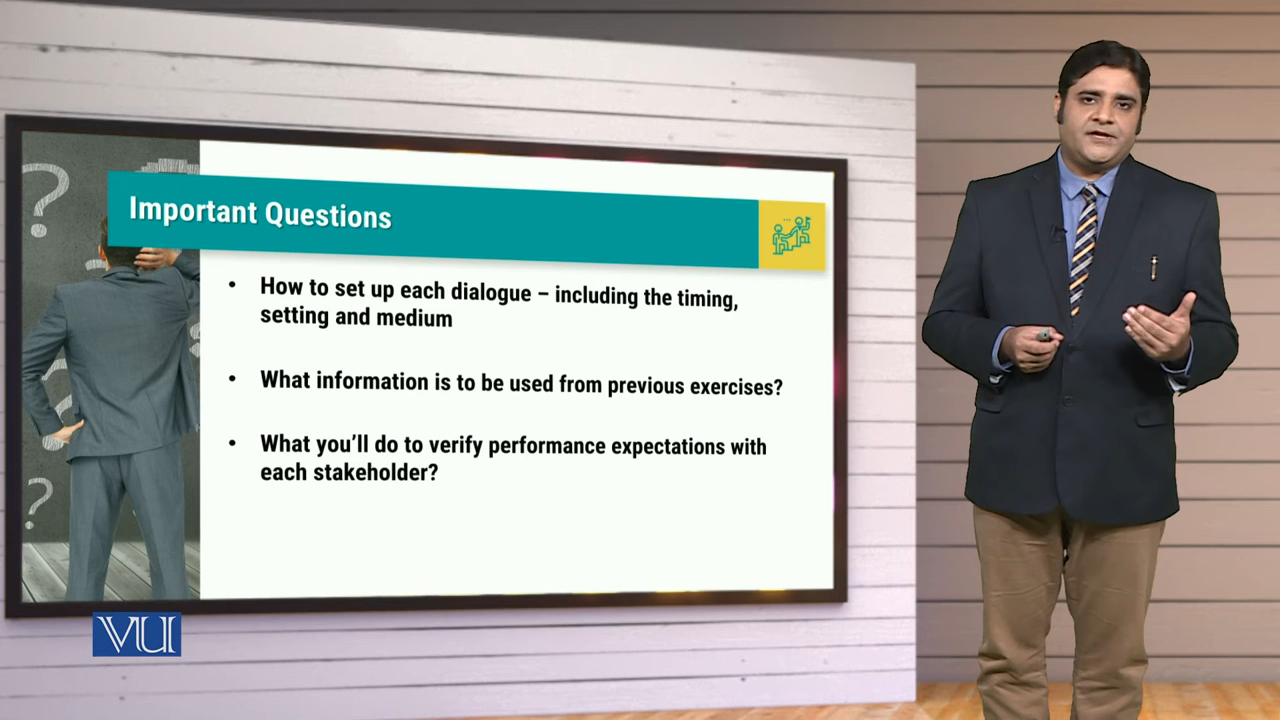 Important Questions
• How to set up each dialogue – including the timing,
setting and medium
• What information is to be used from previous exercises?
• What you’ll do to verify performance expectations with
each stakeholder?
VU